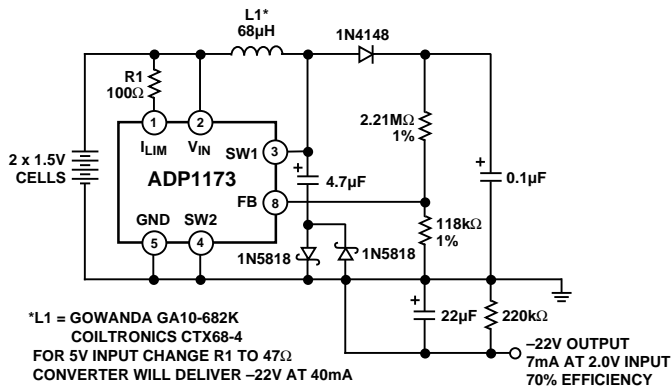 L1*
68µH
1N4148
R1
100Ω
2.21MΩ
1%
1
2
ILIM
VIN
2 x 1.5V
CELLS
SW1
3
+
ADP1173
4.7µF
+
0.1µF
FB
8
GND
SW2
118kΩ
1%
5
4
1N5818
1N5818
+
*L1 = GOWANDA GA10-682K
22µF
220kΩ
COILTRONICS CTX68-4
FOR 5V INPUT CHANGE R1 TO 47Ω
CONVERTER WILL DELIVER –22V AT 40mA
–22V OUTPUT
7mA AT 2.0V INPUT
70% EFFICIENCY